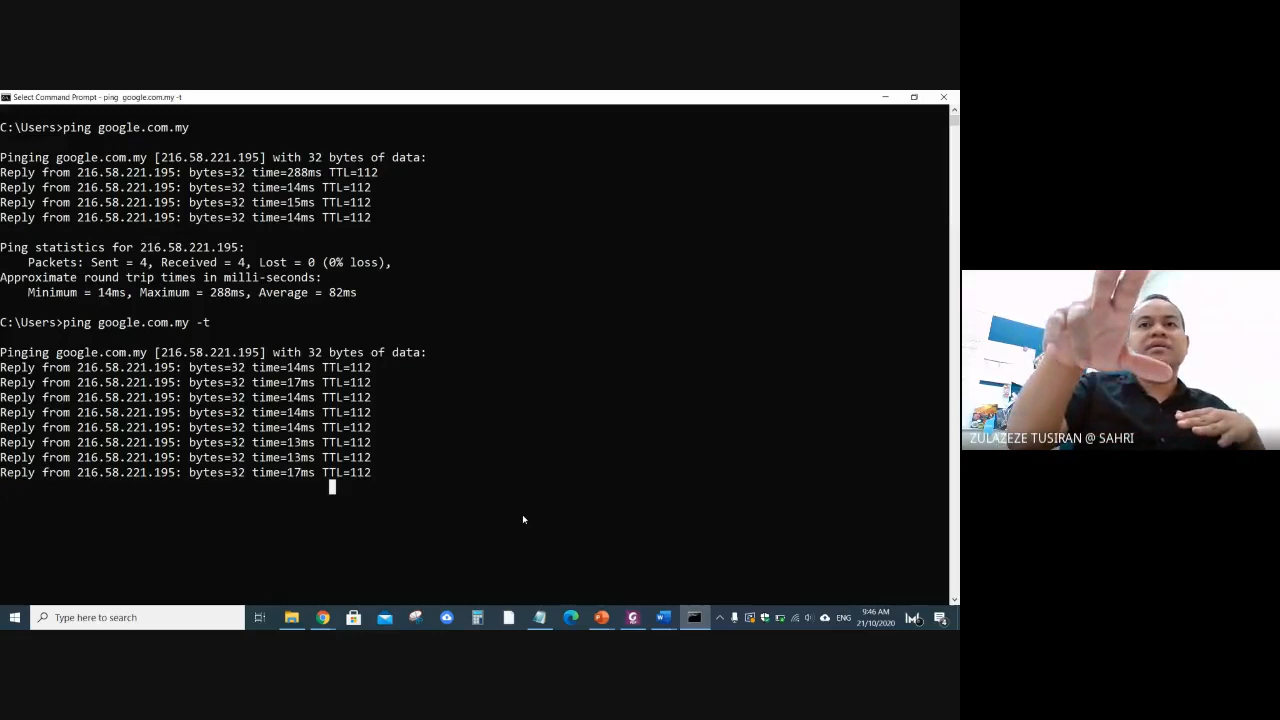 Select Command Prompt - ping google.com.my -t
C:\Users>ping google.com.my
Pinging google.com.my [216.58.221.195] with 32 bytes of data:
Reply from 216.58.221.195: bytes=32 time=288ms TTL=112
Reply from 216.58.221.195: bytes=32 time=14ms TTL=112
Reply from 216.58.221.195: bytes=32 time=15ms TTL=112
Reply from 216.58.221.195: bytes=32 time=14ms TTL=112
Ping statistics for 216.58.221.195:
Packets: Sent = 4, Received = 4, Lost = 0 (0% loss),
Approximate round trip times in milli-seconds:
Minimum = 14ms, Maximum = 288ms, Average = 82ms
C:\Users>ping google.com.my -t
Pinging google.com.my [216.58.221.195] with 32 bytes of data:
Reply from 216.58.221.195: bytes=32 time=14ms TTL=112
Reply from 216.58.221.195: bytes=32 time=17ms TTL=112
Reply from 216.58.221.195: bytes=32 time=14ms TTL=112
Reply from 216.58.221.195: bytes=32 time=14ms TTL=112
Reply from 216.58.221.195: bytes=32 time=14ms TTL=112
Reply from 216.58.221.195: bytes=32 time=13ms TTL=112
Reply from 216.58.221.195: bytes=32 time=13ms TTL=112
Reply from 216.58.221.195: bytes=32 time=17ms TTL=112
ZULAZEZE TUSIRAN @ SAHRI
Type here to search
ENG
9:46 AM
21/10/2020